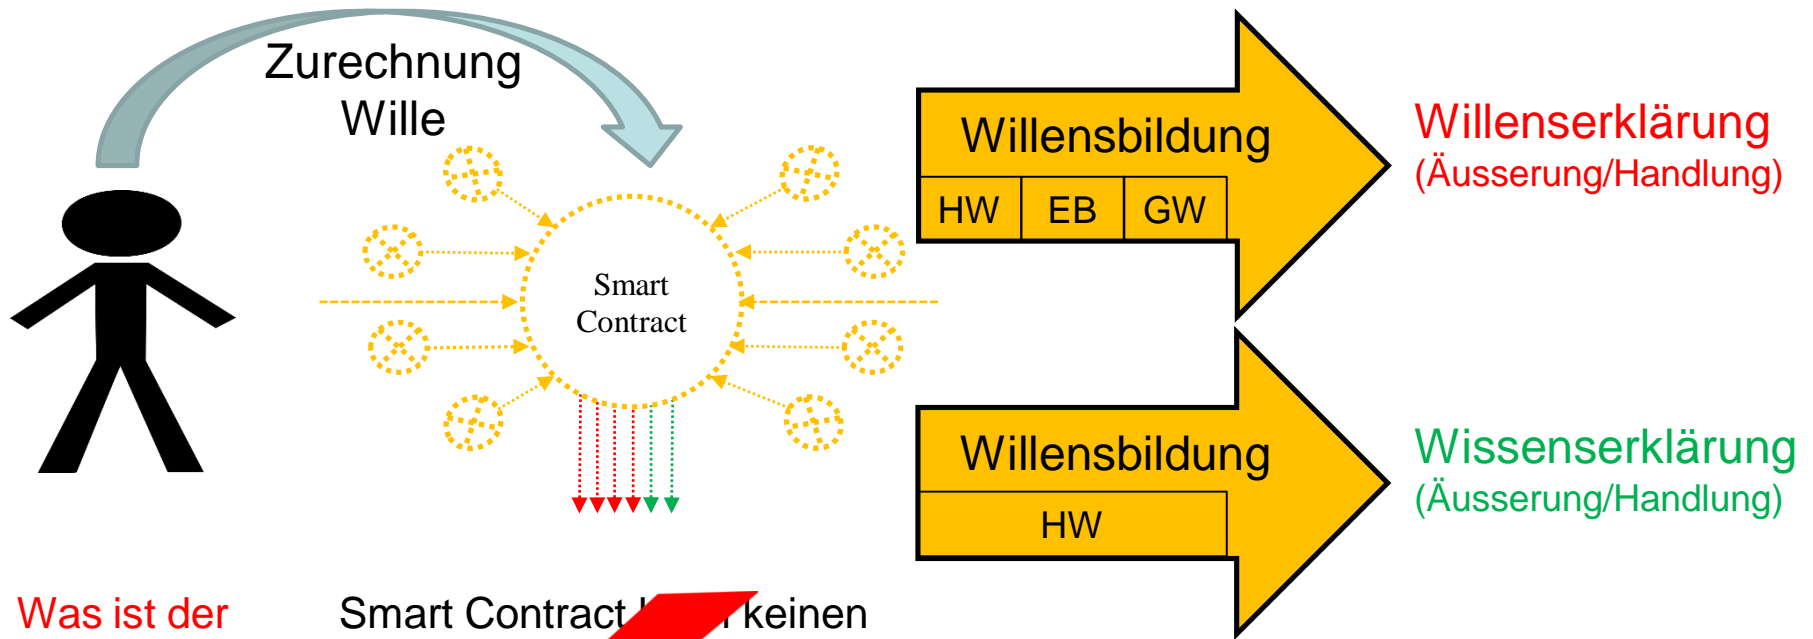 Zurechnung
Wille
Smart
Contract
Willensbildung
HW EB GW
Willenserklärung
(Äusserung/Handlung)
Willensbildung
HW
Wissenserklärung
(Äusserung/Handlung)
Was ist der
Smart Contract keinen